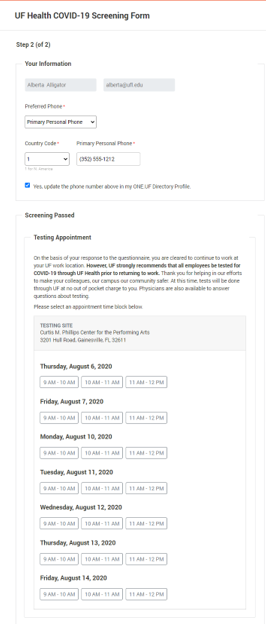 UF Health COVID-19 Screening Form
Step 2 (of 2)
Your Information
Alberta Alligator
alberta@ufl.edu
Preferred Phone *
Primary Personal Phone
Country Code * Primary Personal Phone *
1
(352) 555-1212
1 for N. America
Yes, update the phone number above in my ONE.UF Directory Profile.
Screening Passed
Testing Appointment
On the basis of your response to the questionnaire, you are cleared to continue to work at
your UF work location. However, UF strongly recommends that all employees be tested for
COVID-19 through UF Health prior to returning to work. Thank you for helping in our efforts
to make your colleagues, our campus our community safer. At this time, tests will be done
through UF at no out of pocket charge to you. Physicians are also available to answer
questions about testing.
Please select an appointment time block below.
TESTING SITE
Curtis M. Phillips Center for the Performing Arts
3201 Hull Road, Gainesville, FL 32611
Thursday, August 6, 2020
9 AM - 10 AM 10 AM - 11 AM 11 AM - 12 PM
Friday, August 7, 2020
9 AM - 10 AM 10 AM - 11 AM 11 AM - 12 PM
Monday, August 10, 2020
9 AM - 10 AM 10 AM - 11 AM 11 AM - 12 PM
Tuesday, August 11, 2020
9 AM - 10 AM 10 AM - 11 AM 11 AM - 12 PM
Wednesday, August 12, 2020
9 AM - 10 AM 10 AM - 11 AM 11 AM - 12 PM
Thursday, August 13, 2020
9 AM - 10 AM 10 AM - 11 AM 11 AM - 12 PM
Friday, August 14, 2020
9 AM - 10 AM 10 AM - 11 AM 11 AM - 12 PM